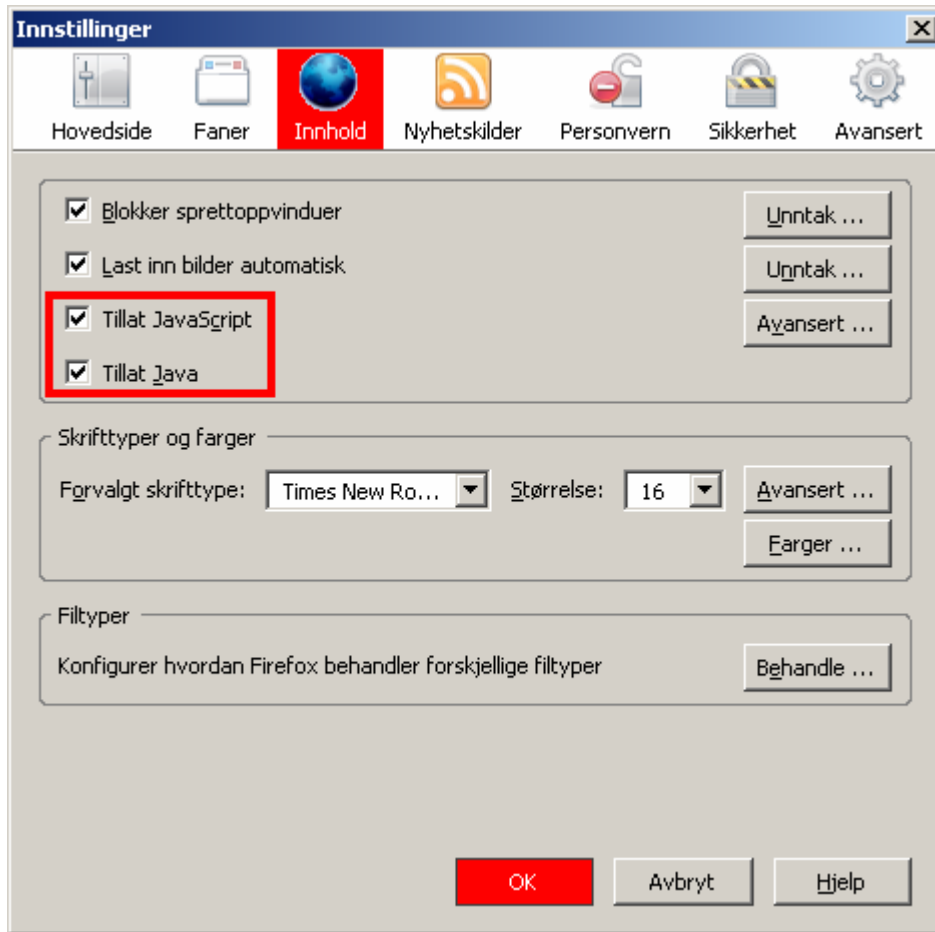 Innstillinger
Hovedside Faner Innhold Nyhetskilder Personvern Sikkerhet Avansert
Blokker sprettoppvinduer Unntak ...
Last inn bilder automatisk Unntak ...
Tillat JavaScript Avansert ...
Tillat Java
Skrifttyper og farger
Forvalgt skrifttype: Times New Ro... Størrelse: 16 Avansert ...
Farger ...
Filtyper
Konfigurer hvordan Firefox behandler forskjellige filtyper Behandle ...
OK Avbryt Hjelp